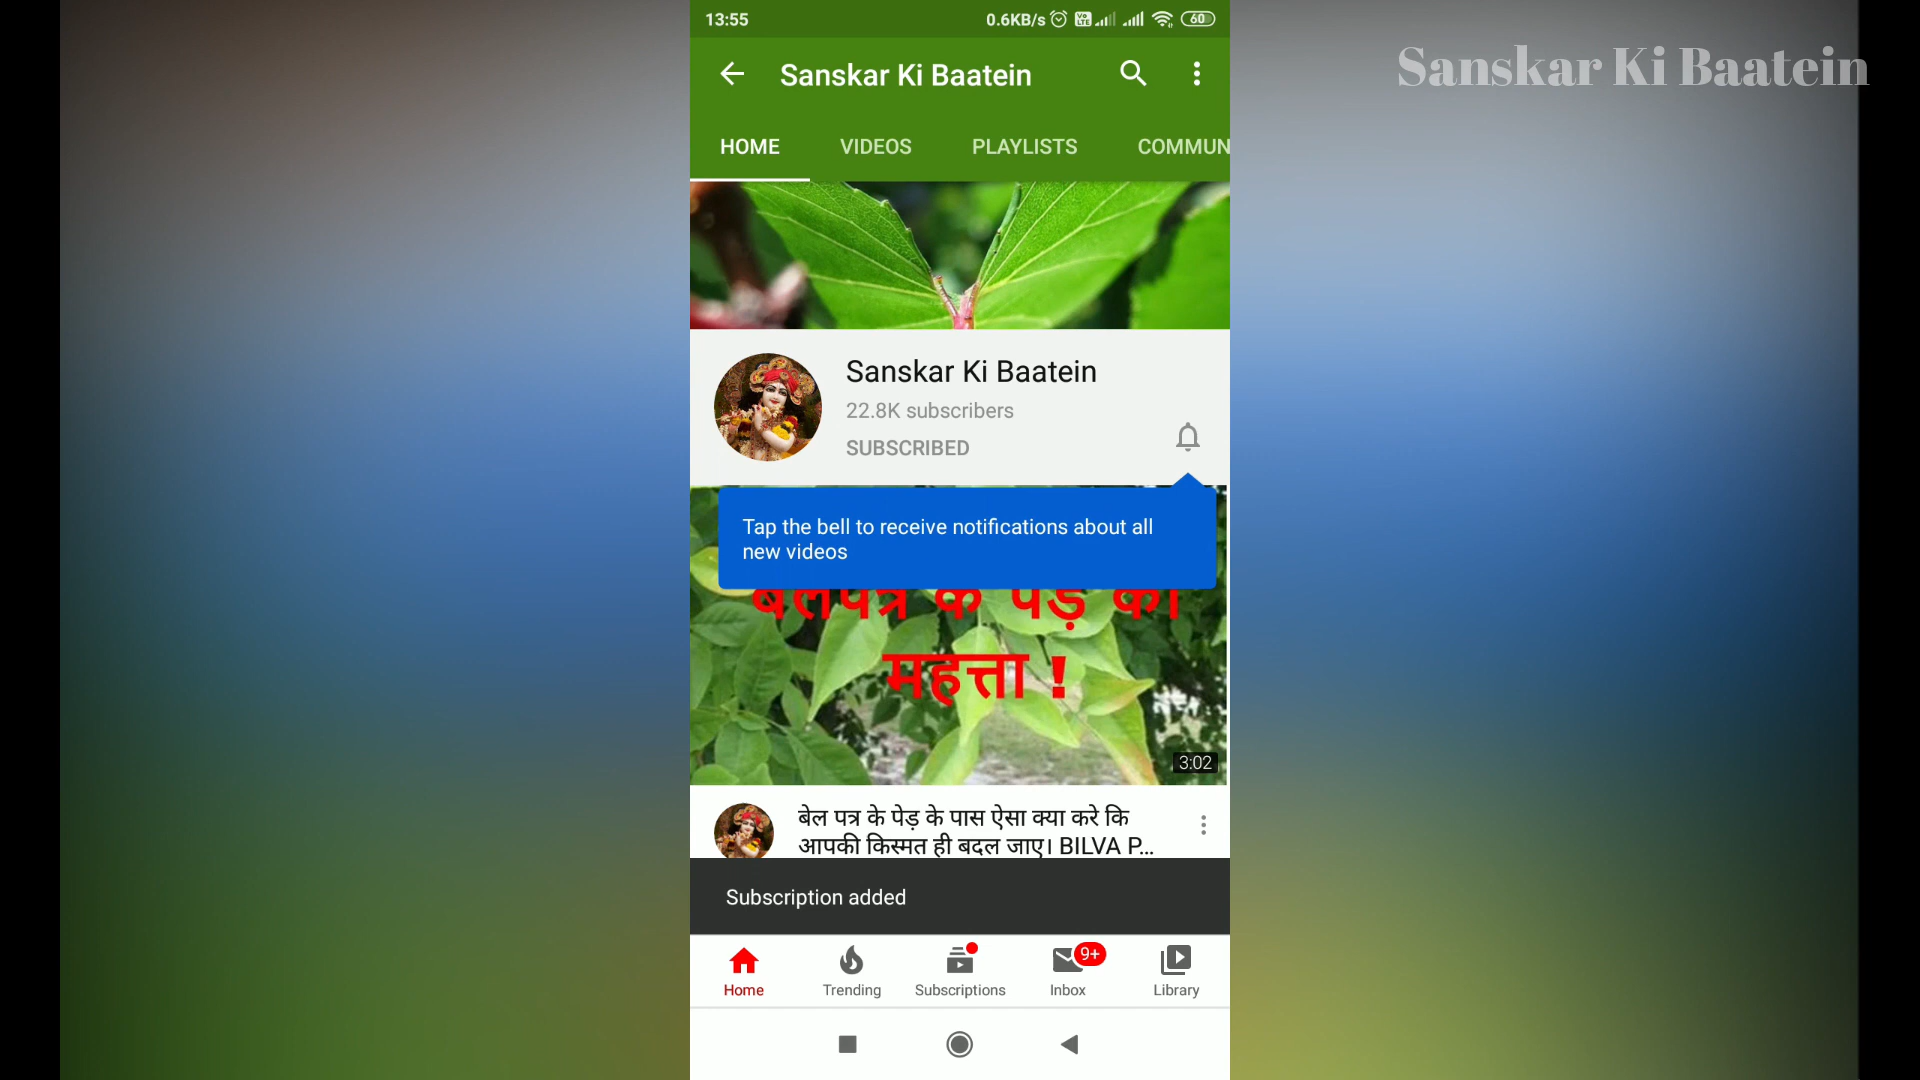 13:55
0.6KB/s
60
Sanskar Ki Baatein
Sanskar Ki Baatein
HOME
VIDEOS
PLAYLISTS
COMMUN
Sanskar Ki Baatein
22.8K subscribers
SUBSCRIBED
Tap the bell to receive notifications about all
new videos
बेलपत्र के पेड़ की
महत्ता !
3:02
बेल पत्र के पेड़ के पास ऐसा क्या करे कि
आपकी किस्मत ही बदल जाए। BILVA P...
Subscription added
9+
Home
Trending
Subscriptions
Inbox
Library